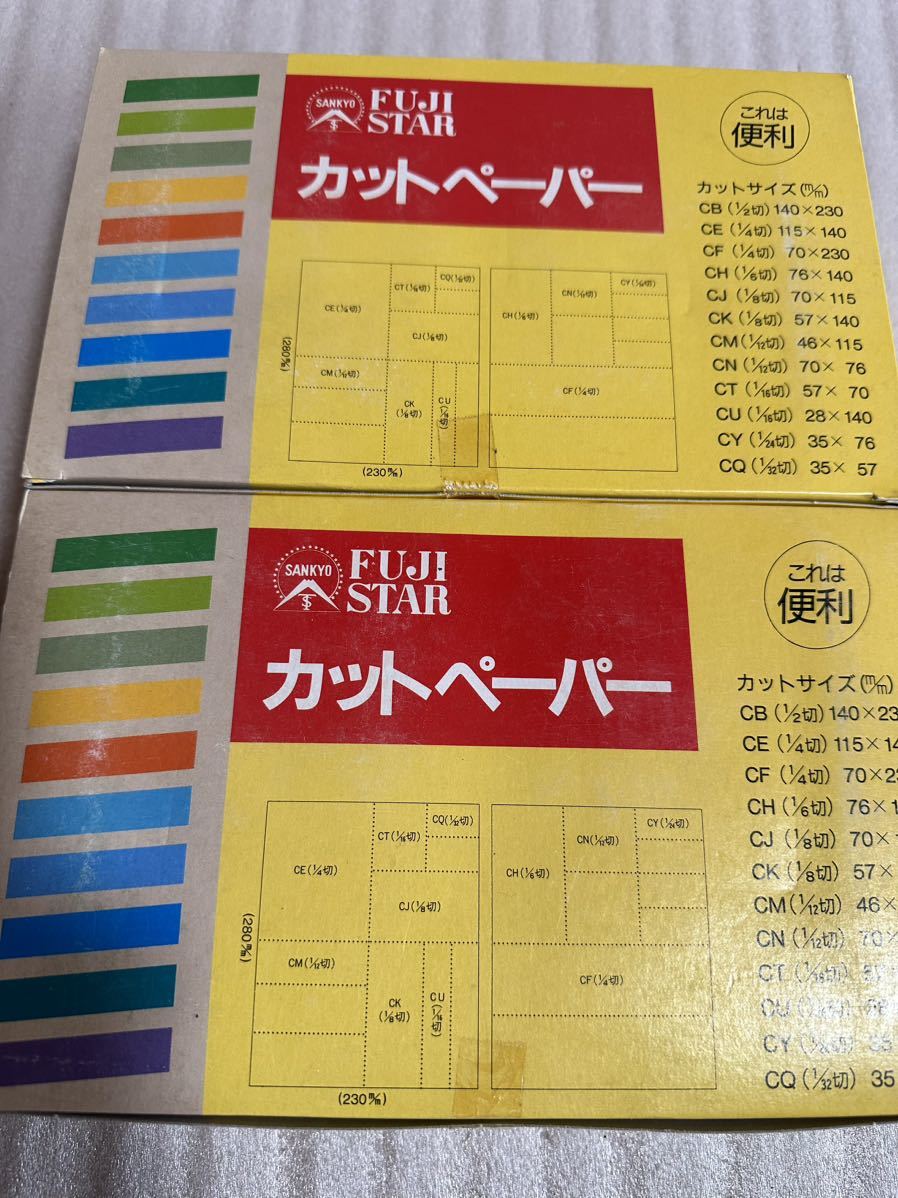 SANKYO
FUJI
STAR
カットペーパー
これは
便利
カットサイズ(m/m)
CB (1/2切) 140×230
CE (1/4切) 115×140
CF (1/4切) 70×230
CH (1/6切) 76×140
CJ (1/8切) 70×115
CK (1/8切) 57×140
CM (1/12切) 46×115
CN (1/12切) 70× 76
CT (1/16切) 57× 70
CU (1/16切) 28×140
CY (1/24切) 35× 76
CQ (1/32切) 35× 57
CE(1/4切)
CT(1/16切)
CQ(1/32切)
CJ(1/8切)
CM(1/12切)
CK
(1/8切)
CU
(1/16切)
(280m/m)
(230m/m)
CH(1/6切)
CN(1/12切)
CY(1/24切)
CF(1/4切)
SANKYO
FUJI
STAR
カットペーパー
これは
便利
カットサイズ(m/m)
CB (1/2切) 140×23
CE (1/4切) 115×14
CF (1/4切) 70×23
CH (1/6切) 76×1
CJ (1/8切) 70×1
CK (1/8切) 57×
CM (1/12切) 46×
CN (1/12切) 70×
CT (1/16切)
CU
CY
CQ (1/32切) 35
CE(1/4切)
CT(1/16切)
CQ(1/32切)
CJ(1/8切)
CM(1/12切)
CK
(1/8切)
CU
(1/16切)
(280m/m)
(230m/m)
CH(1/6切)
CN(1/12切)
CY(1/24切)
CF(1/4切)